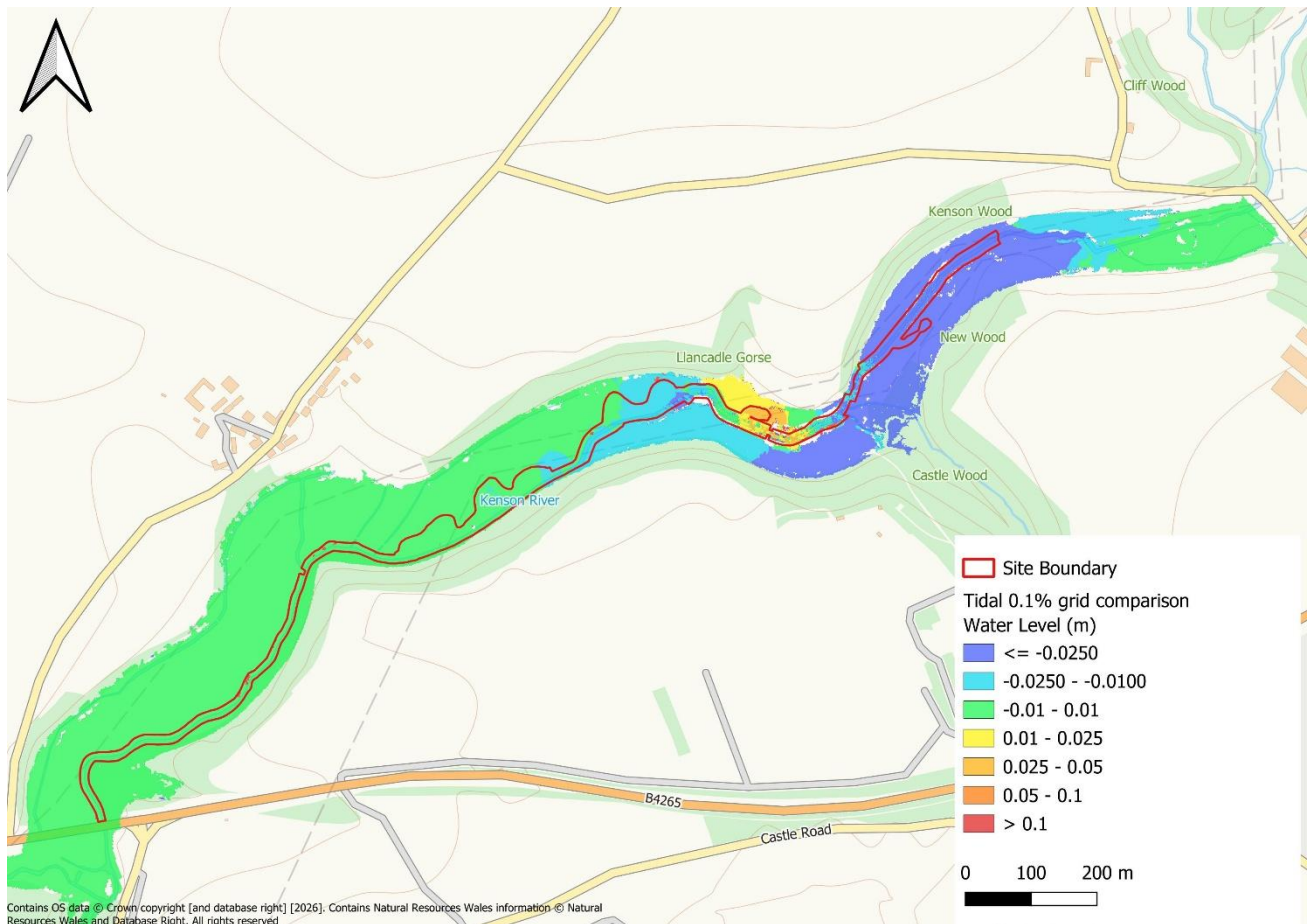 Cliff Wood
Kenson Wood
New Wood
Llancadle Gorse
Castle Wood
Kenson River
B4265
Castle Road
Site Boundary
Tidal 0.1% grid comparison
Water Level (m)
<= -0.0250
-0.0250 - -0.0100
-0.01 - 0.01
0.01 - 0.025
0.025 - 0.05
0.05 - 0.1
> 0.1
0 100 200 m
Contains OS data © Crown copyright [and database right] [2026]. Contains Natural Resources Wales information © Natural
Resources Wales and Database Right. All rights reserved